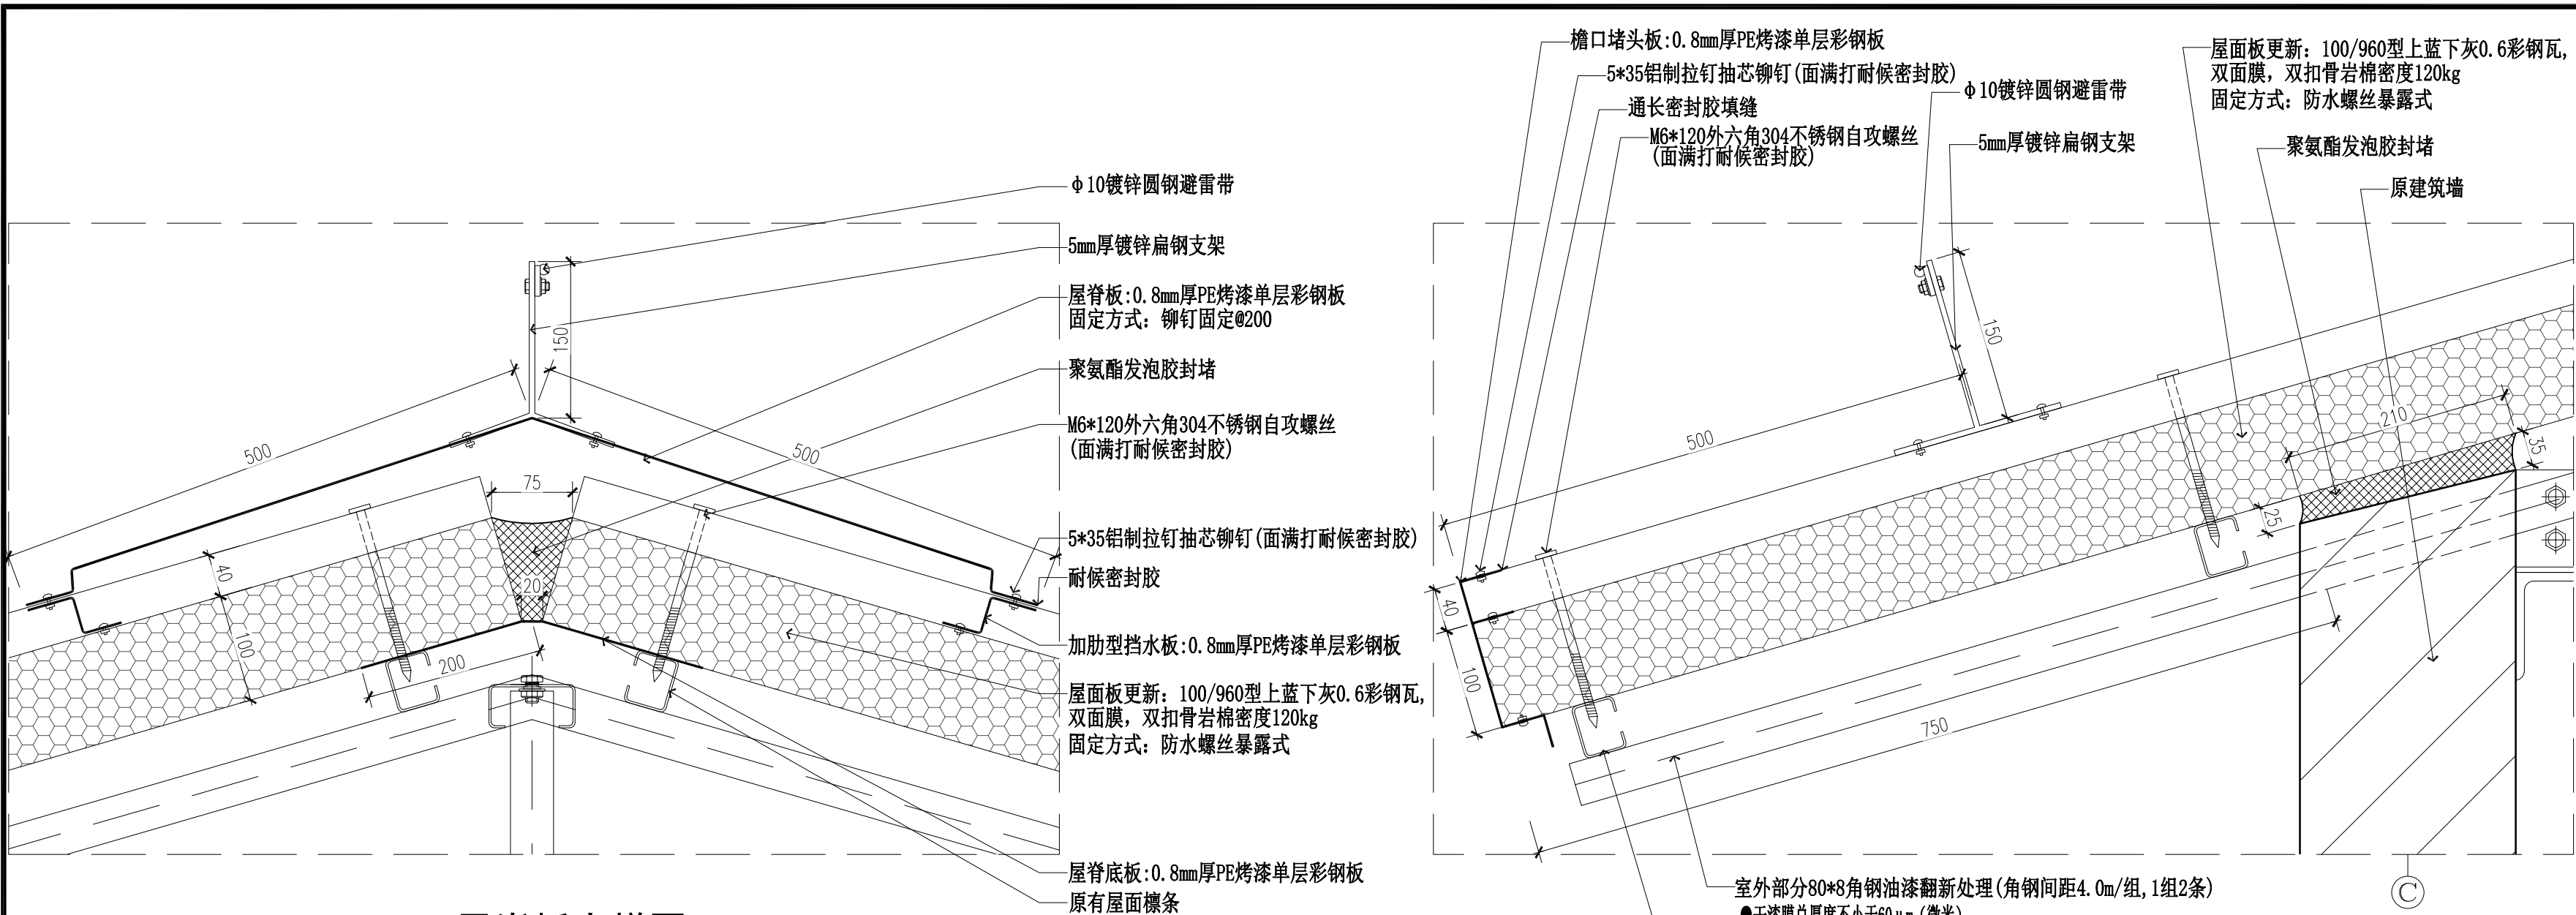 φ10镀锌圆钢避雷带
5mm厚镀锌扁钢支架
屋脊板:0.8mm厚PE烤漆单层彩钢板
固定方式：铆钉固定@200
聚氨酯发泡胶封堵
M6*120外六角304不锈钢自攻螺丝
(面满打耐候密封胶)
5*35铝制拉钉抽芯铆钉(面满打耐候密封胶)
耐候密封胶
加肋型挡水板:0.8mm厚PE烤漆单层彩钢板
屋面板更新：100/960型上蓝下灰0.6彩钢瓦,
双面膜，双扣骨岩棉密度120kg
固定方式：防水螺丝暴露式
屋脊底板:0.8mm厚PE烤漆单层彩钢板
原有屋面檩条
150
500
500
75
20
40
100
200
檐口堵头板:0.8mm厚PE烤漆单层彩钢板
5*35铝制拉钉抽芯铆钉(面满打耐候密封胶)
通长密封胶填缝
M6*120外六角304不锈钢自攻螺丝
(面满打耐候密封胶)
φ10镀锌圆钢避雷带
5mm厚镀锌扁钢支架
屋面板更新：100/960型上蓝下灰0.6彩钢瓦,
双面膜，双扣骨岩棉密度120kg
固定方式：防水螺丝暴露式
聚氨酯发泡胶封堵
原建筑墙
150
500
210
35
25
40
100
750
室外部分80*8角钢油漆翻新处理(角钢间距4.0m/组,1组2条)
●干漆膜总厚度不小于60μm(微米)
C